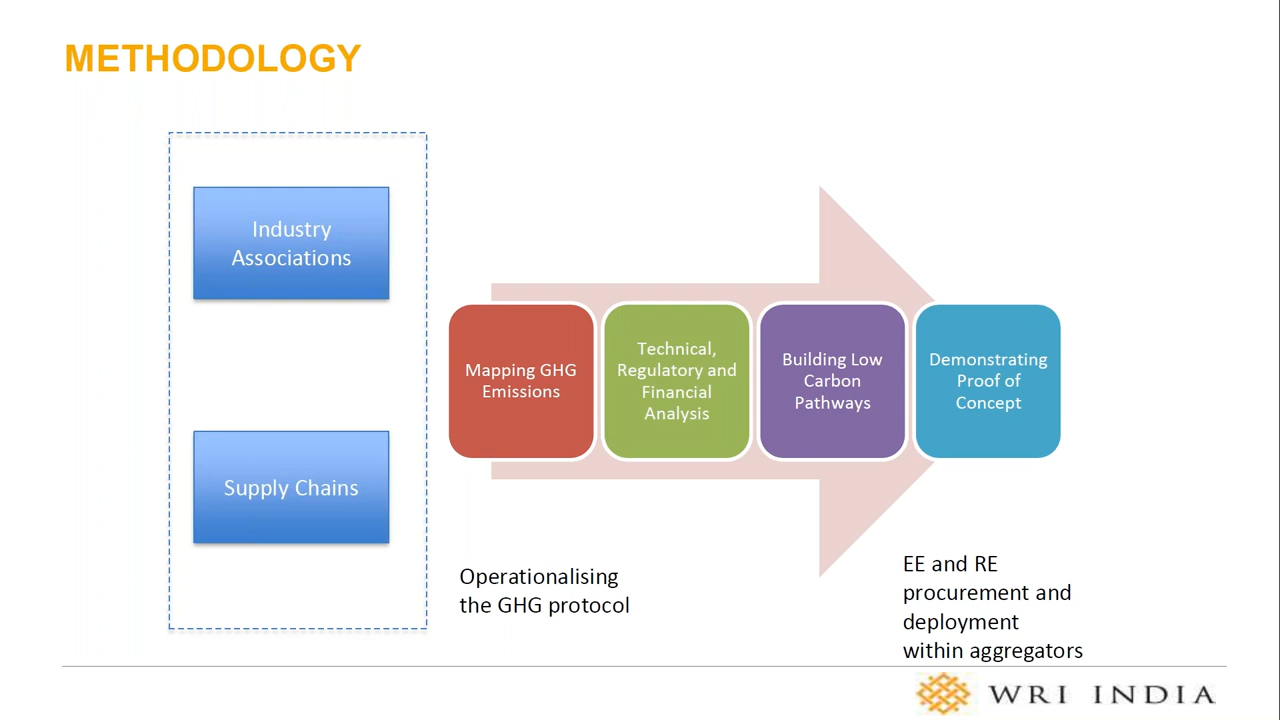 METHODOLOGY
Industry
Associations
Supply Chains
Mapping GHG
Emissions
Technical,
Regulatory and
Financial
Analysis
Building Low
Carbon
Pathways
Demonstrating
Proof of
Concept
Operationalising
the GHG protocol
EE and RE
procurement and
deployment
within aggregators
WRI INDIA